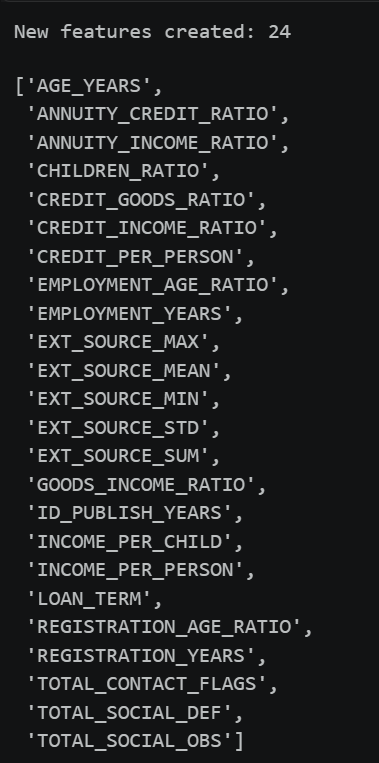 New features created: 24
['AGE_YEARS',
'ANNUITY_CREDIT_RATIO',
'ANNUITY_INCOME_RATIO',
'CHILDREN_RATIO',
'CREDIT_GOODS_RATIO',
'CREDIT_INCOME_RATIO',
'CREDIT_PER_PERSON',
'EMPLOYMENT_AGE_RATIO',
'EMPLOYMENT_YEARS',
'EXT_SOURCE_MAX',
'EXT_SOURCE_MEAN',
'EXT_SOURCE_MIN',
'EXT_SOURCE_STD',
'EXT_SOURCE_SUM',
'GOODS_INCOME_RATIO',
'ID_PUBLISH_YEARS',
'INCOME_PER_CHILD',
'INCOME_PER_PERSON',
'LOAN_TERM',
'REGISTRATION_AGE_RATIO',
'REGISTRATION_YEARS',
'TOTAL_CONTACT_FLAGS',
'TOTAL_SOCIAL_DEF',
'TOTAL_SOCIAL_OBS']